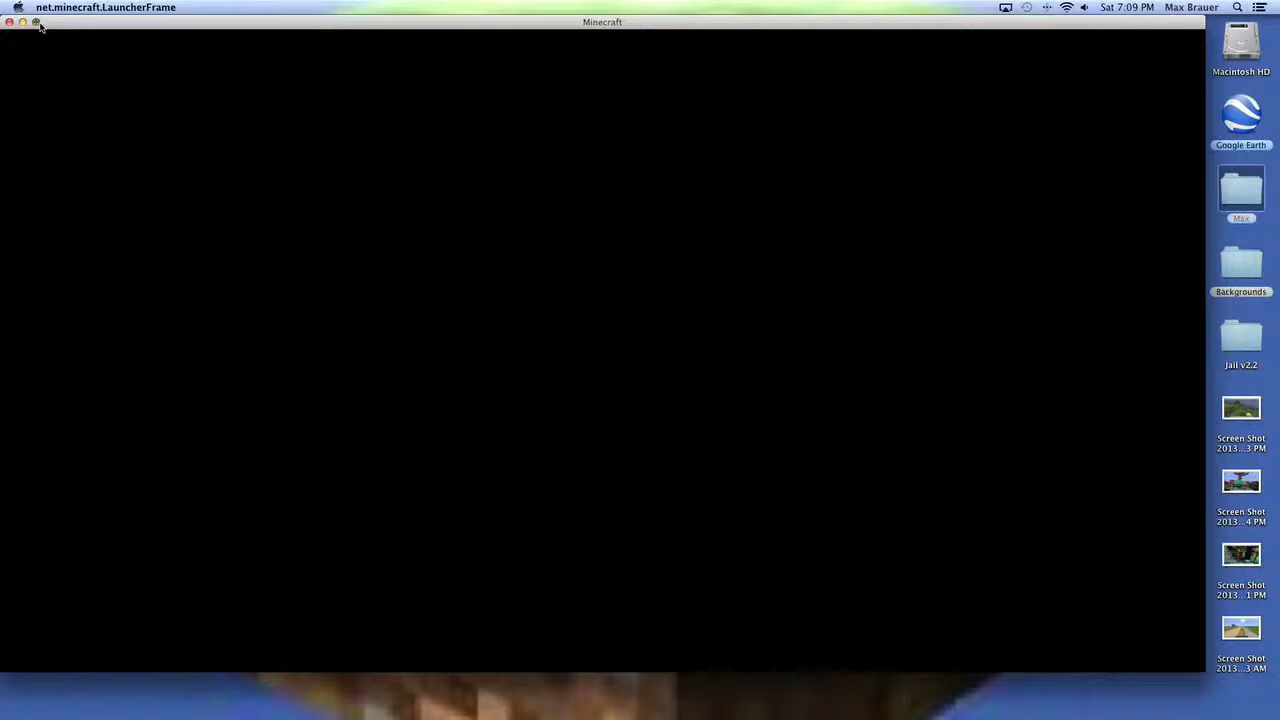 net.minecraft.LauncherFrame
Sat 7:09 PM
Max Brauer
Minecraft
Macintosh HD
Google Earth
Max
Backgrounds
Jail v2.2
Screen Shot
2013...3 PM
Screen Shot
2013...4 PM
Screen Shot
2013...1 PM
Screen Shot
2013...3 AM